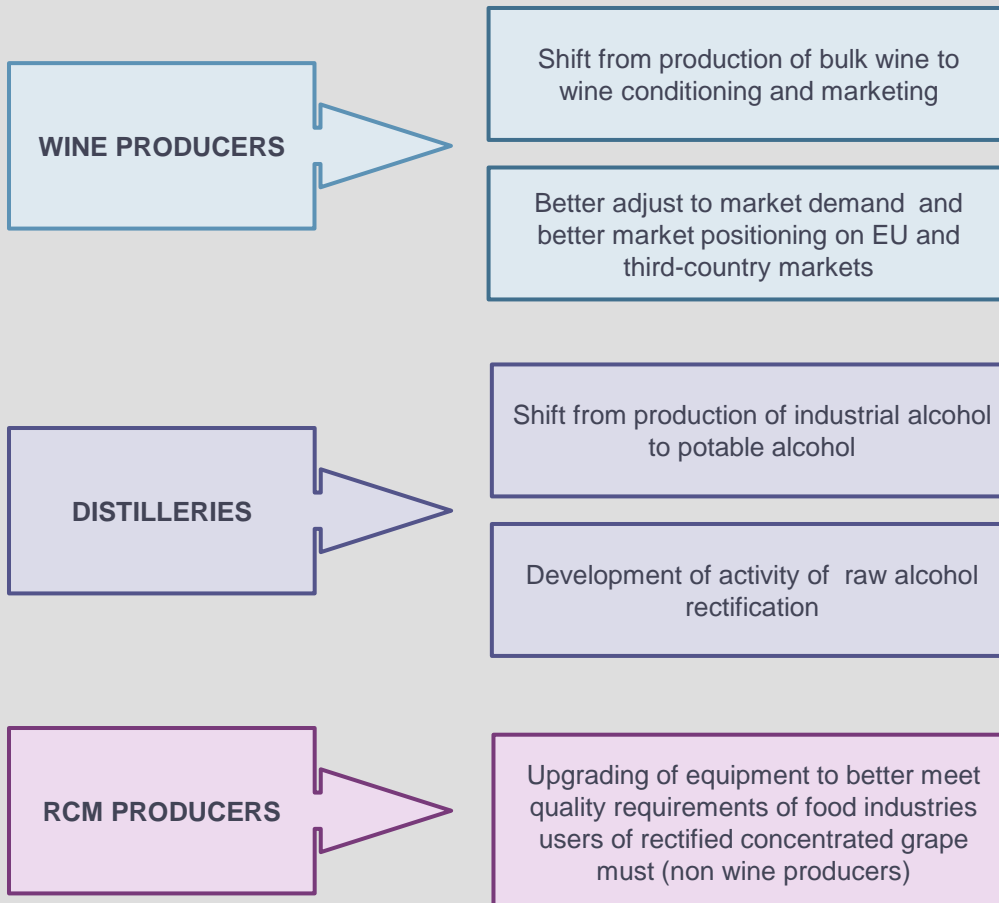 WINE PRODUCERS
Shift from production of bulk wine to
wine conditioning and marketing
Better adjust to market demand and
better market positioning on EU and
third-country markets
DISTILLERIES
Shift from production of industrial alcohol
to potable alcohol
Development of activity of raw alcohol
rectification
RCM PRODUCERS
Upgrading of equipment to better meet
quality requirements of food industries
users of rectified concentrated grape
must (non wine producers)